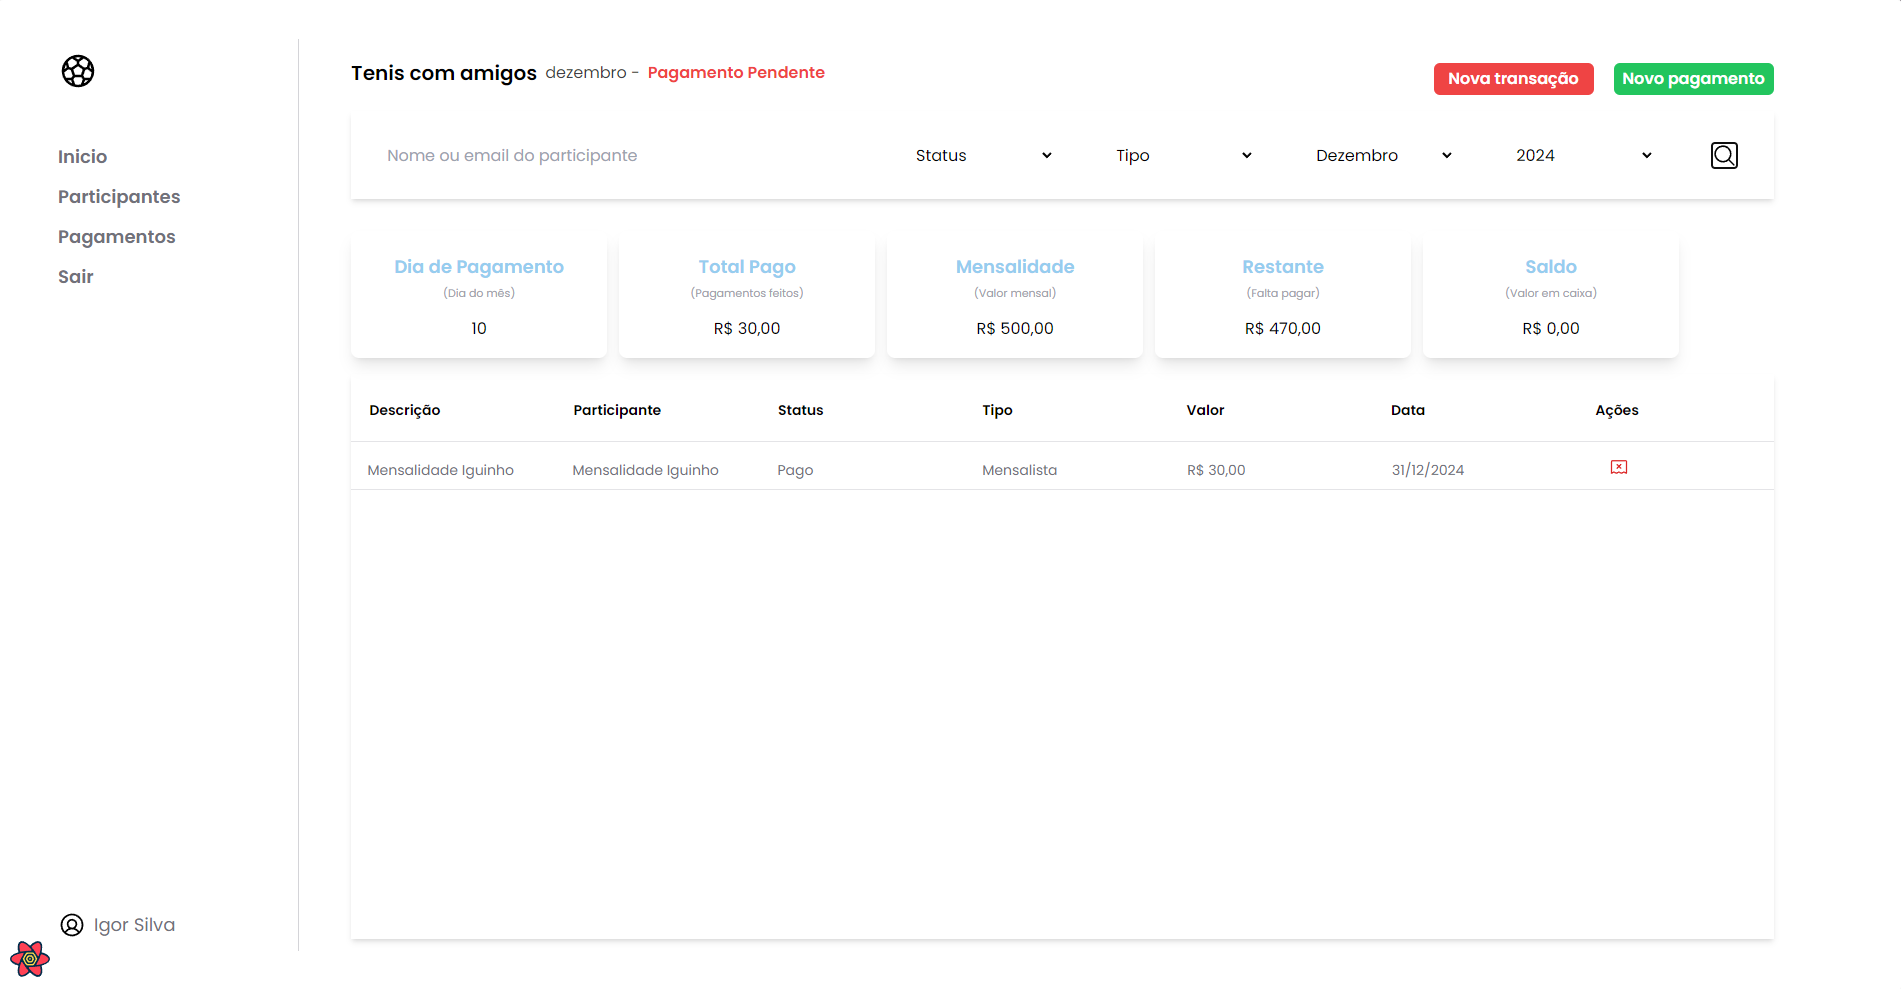 Inicio
Participantes
Pagamentos
Sair
Igor Silva
Tenis com amigos dezembro - Pagamento Pendente
Nova transação Novo pagamento
Nome ou email do participante Status Tipo Dezembro 2024
Dia de Pagamento Total Pago Mensalidade Restante Saldo
(Dia do mês) (Pagamentos feitos) (Valor mensal) (Falta pagar) (Valor em caixa)
10 R$ 30,00 R$ 500,00 R$ 470,00 R$ 0,00
Descrição Participante Status Tipo Valor Data Ações
Mensalidade Iguinho Mensalidade Iguinho Pago Mensalista R$ 30,00 31/12/2024